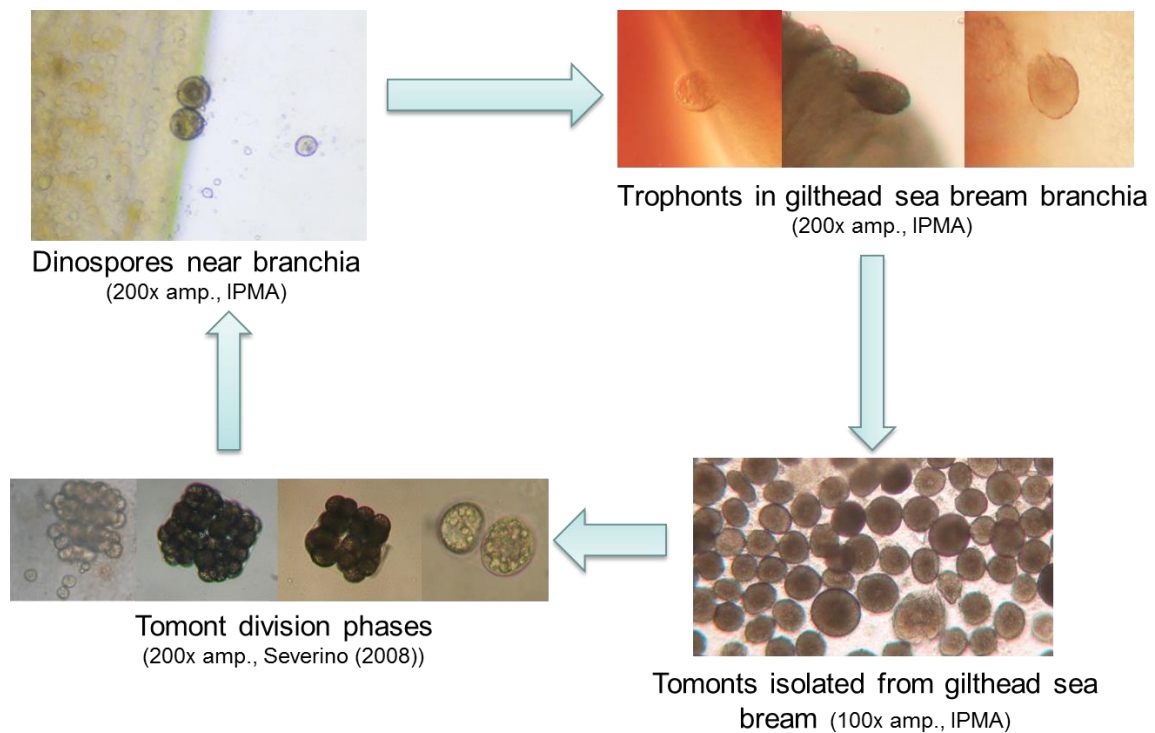 Dinospores near branchia
(200x amp., IPMA)
Trophonts in gilthead sea bream branchia
(200x amp., IPMA)
Tomont division phases
(200x amp., Severino (2008))
Tomonts isolated from gilthead sea
bream (100x amp., IPMA)